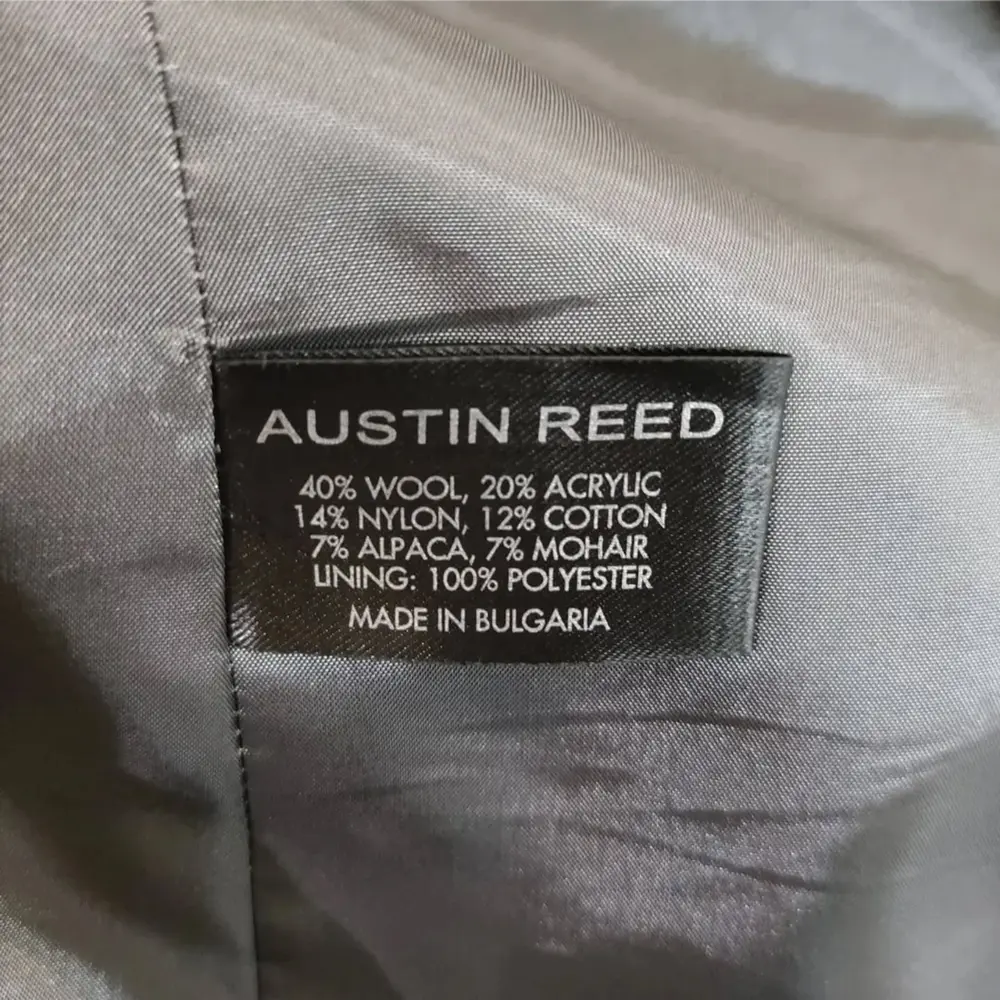 AUSTIN REED
40% WOOL, 20% ACRYLIC
14% NYLON, 12% COTTON
7% ALPACA, 7% MOHAIR
LINING: 100% POLYESTER
MADE IN BULGARIA